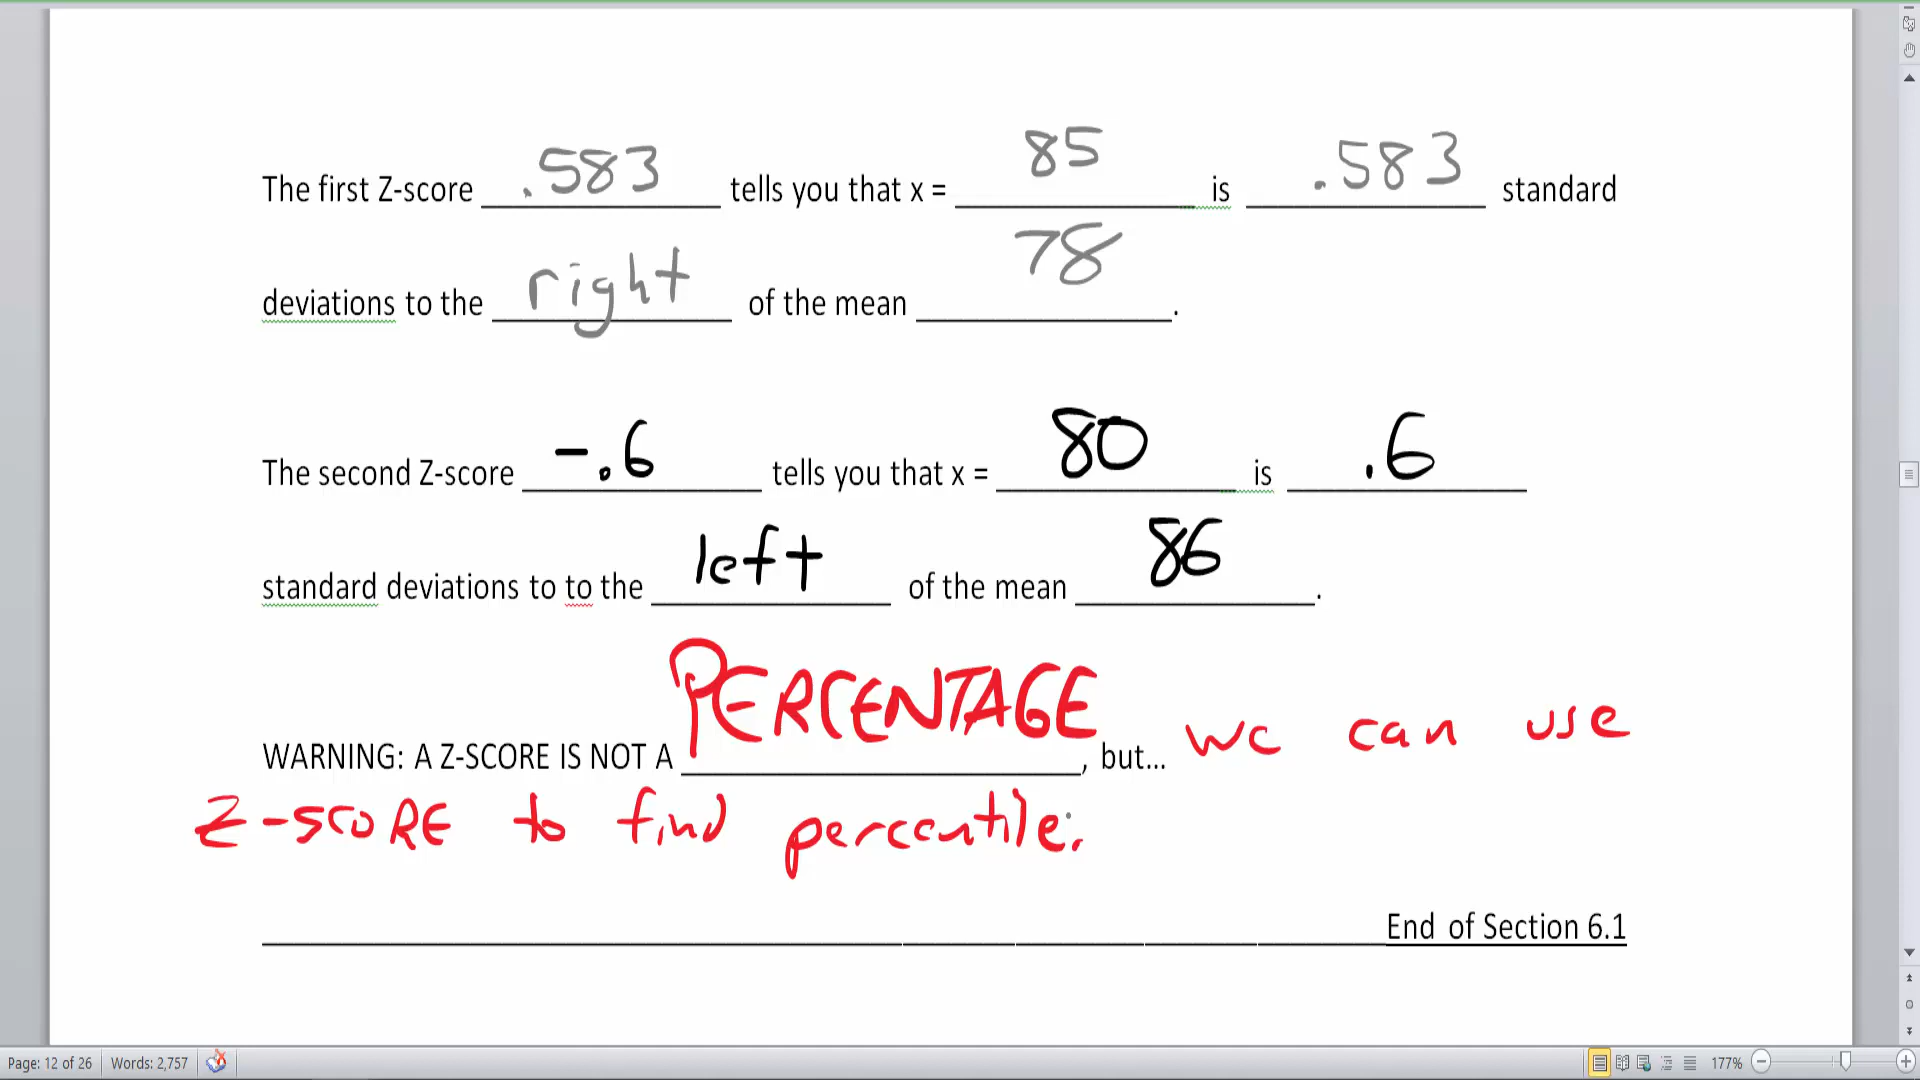 The first Z-score .583 tells you that x = 85 is .583 standard
deviations to the right of the mean 78.
The second Z-score -.6 tells you that x = 80 is .6
standard deviations to to the left of the mean 86.
WARNING: A Z-SCORE IS NOT A PERCENTAGE, but... we can use
Z-SCORE to find percentile.
End of Section 6.1
Page: 12 of 26 Words: 2,757 177%